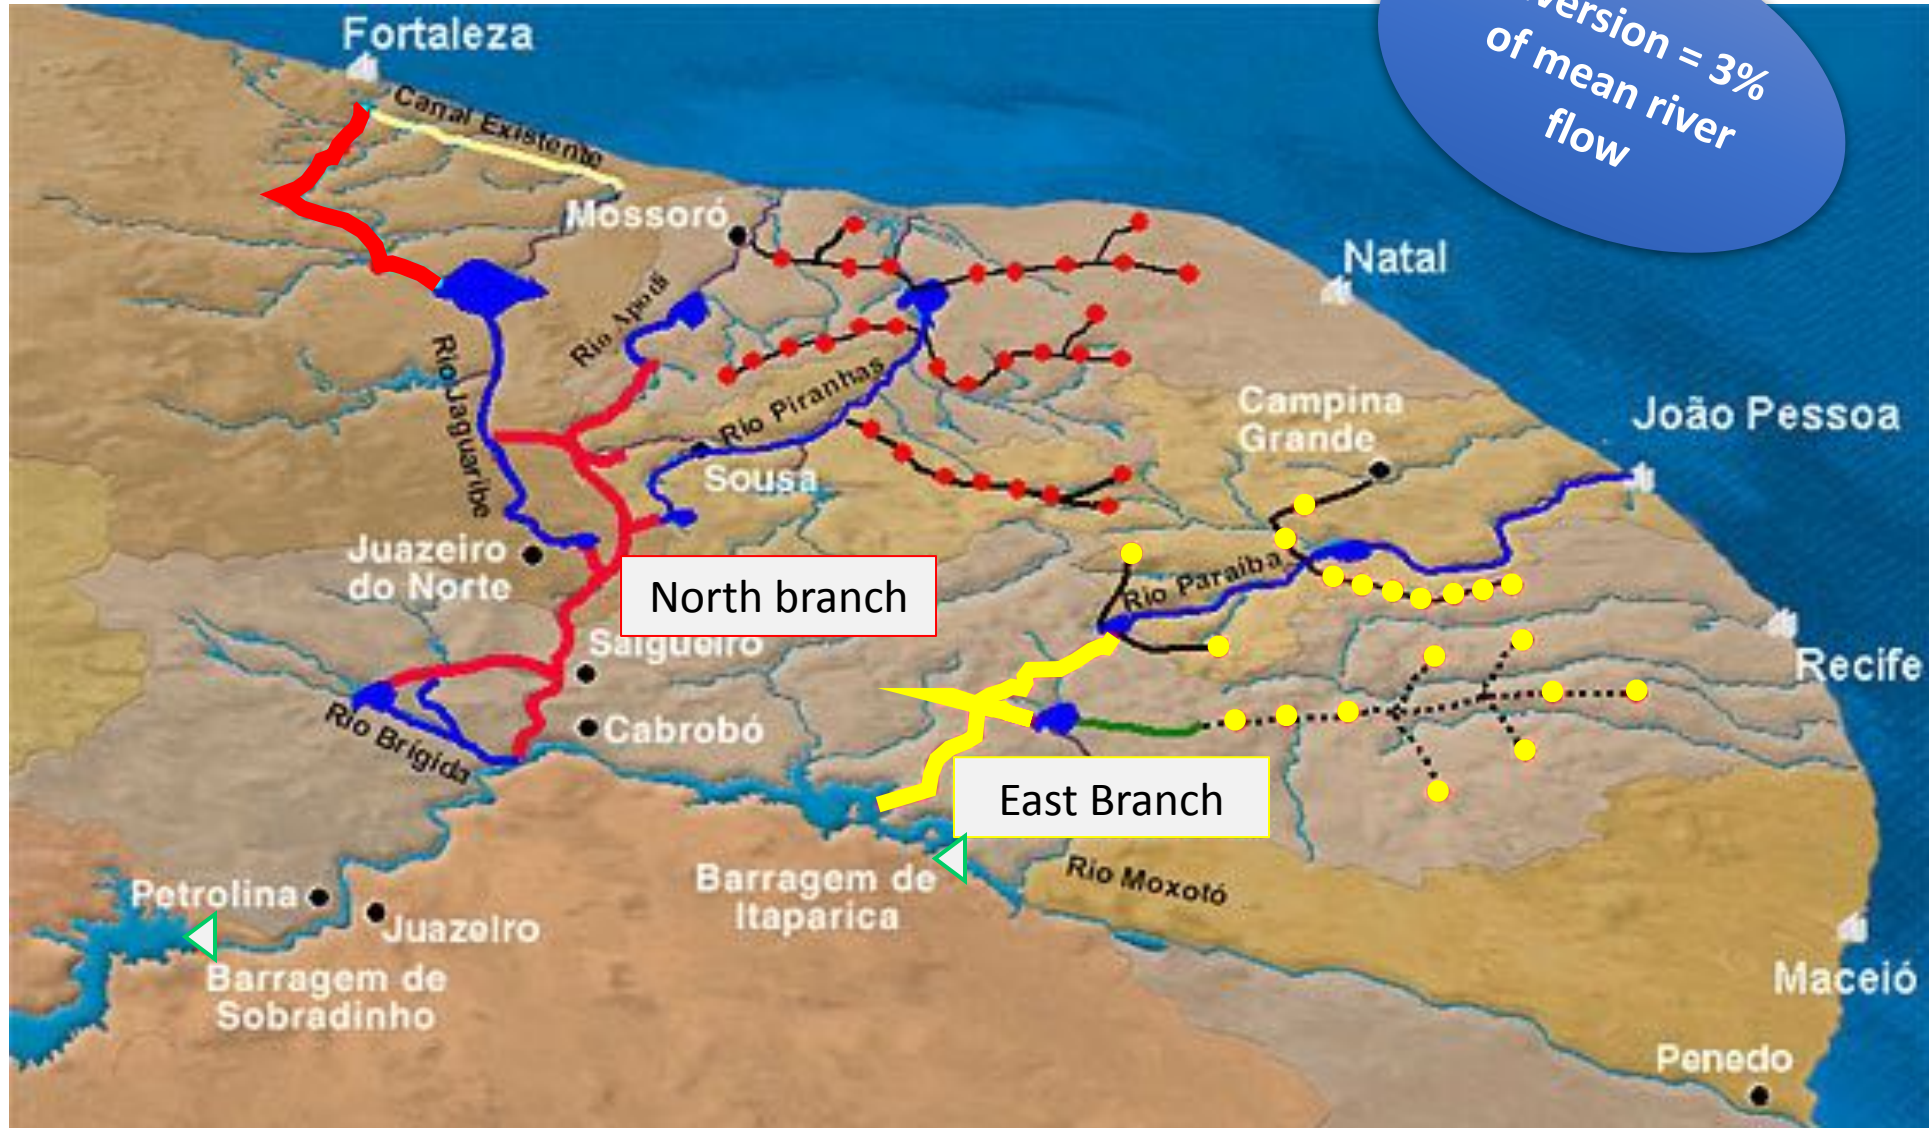 Fortaleza
version = 3%
of mean river
flow
Canal Existente
Mossoró
Natal
Rio Apodi
Rio Jaguaribe
Rio Piranhas
Campina
Grande
João Pessoa
Sousa
Juazeiro
do Norte
North branch
Rio Paraiba
Salgueiro
Recife
Rio Brígida
Cabrobó
East Branch
Petrolina
Juazeiro
Barragem de
Itaparica
Rio Moxotó
Barragem de
Sobradinho
Maceió
Penedo